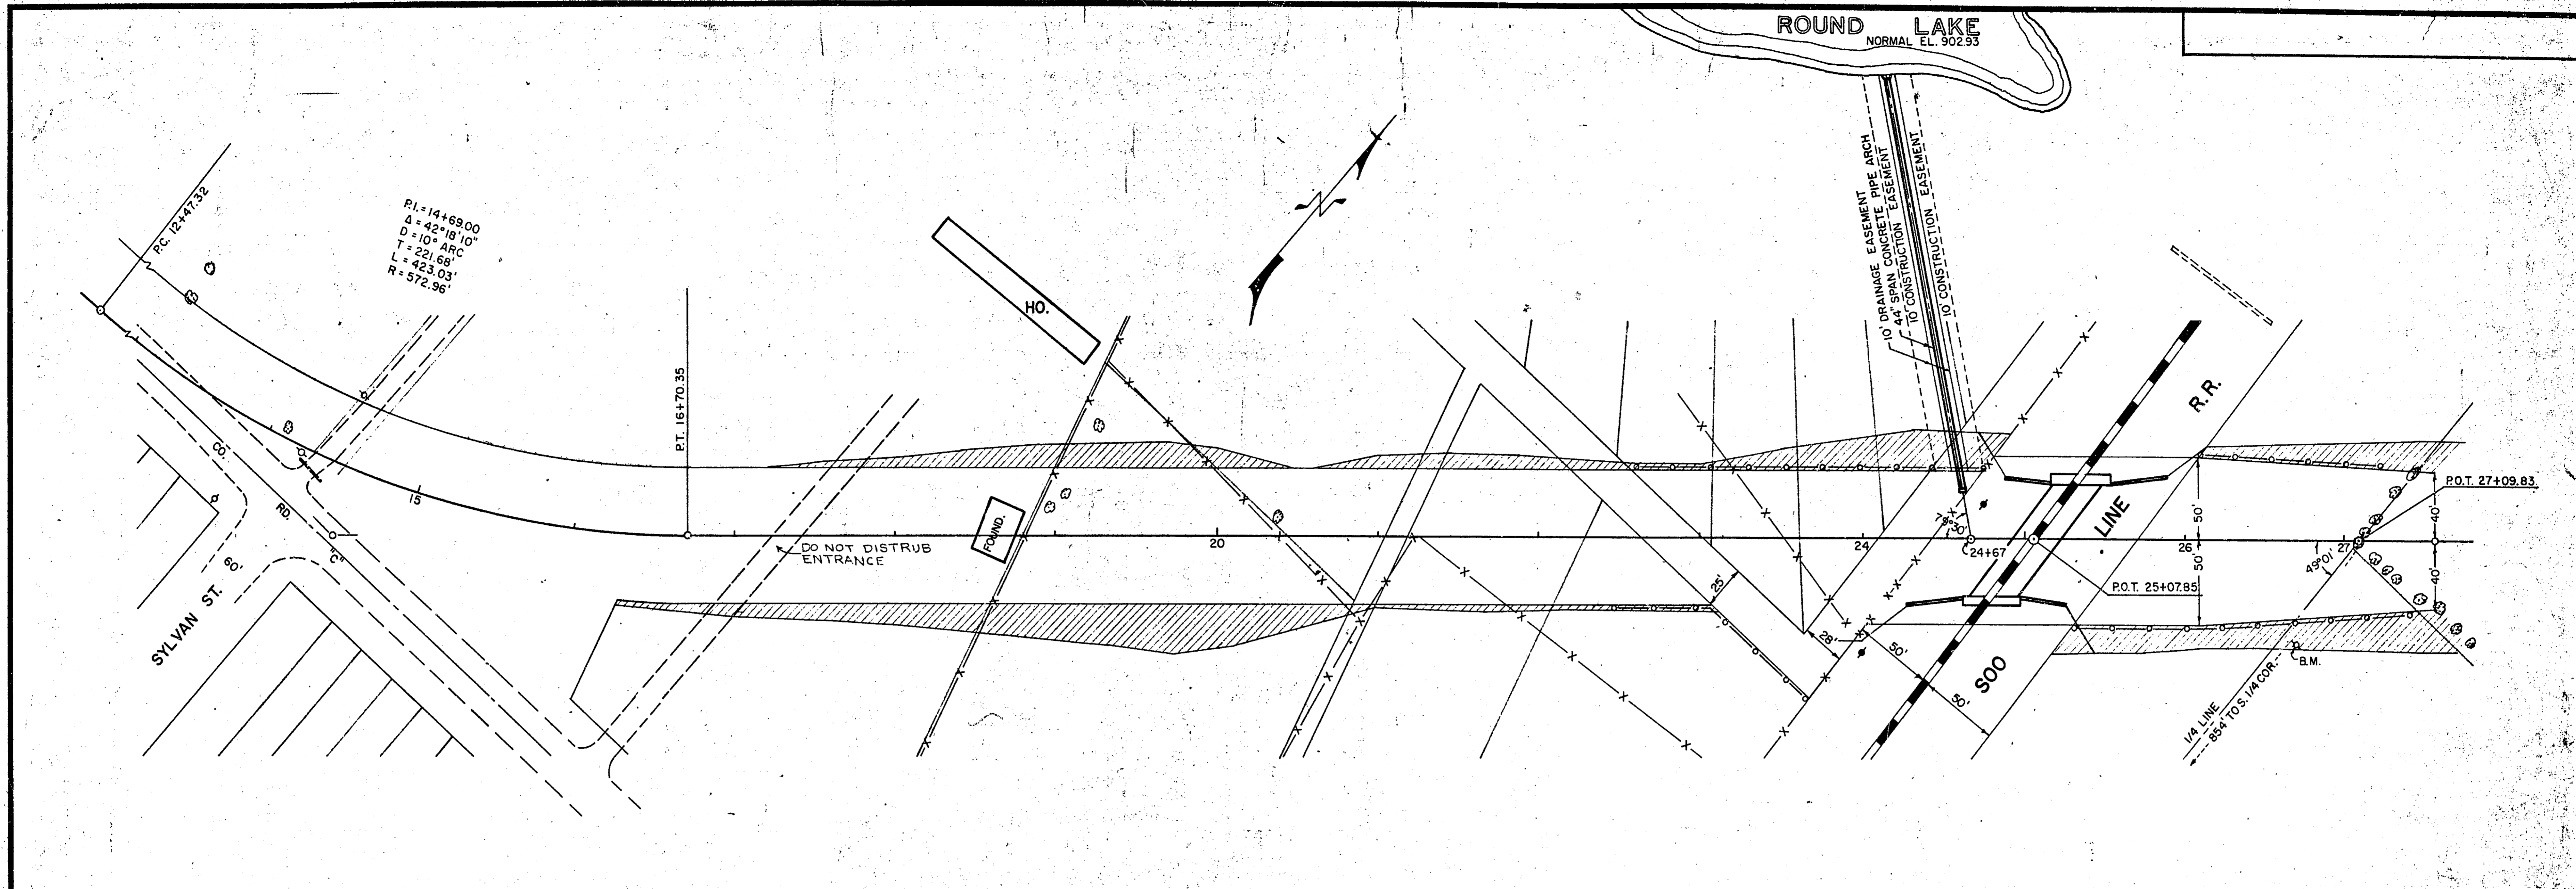 ROUND LAKE
NORMAL EL. 902.93
P.C. 12+47.32
P.I.=14+69.00
Δ=42°18'10"
D=10° ARC
T=221.68'
L=423.03'
R=572.96'
HO.
P.T. 16+70.35
10' DRAINAGE EASEMENT
44" SPAN CONCRETE PIPE ARCH
10' CONSTRUCTION EASEMENT
10' CONSTRUCTION EASEMENT
R.R.
LINE
SOO
CO.
RD.
"C"
15
60'
SYLVAN ST.
FOUND.
DO NOT DISTRUB
ENTRANCE
20
25'
28'
24
79°30'
24+67
50'
50'
50'
50'
26
27
P.O.T. 27+09.83
P.O.T. 25+07.85
49°01'
40'
40'
B.M.
1/4 LINE
854' TO S. 1/4 COR.